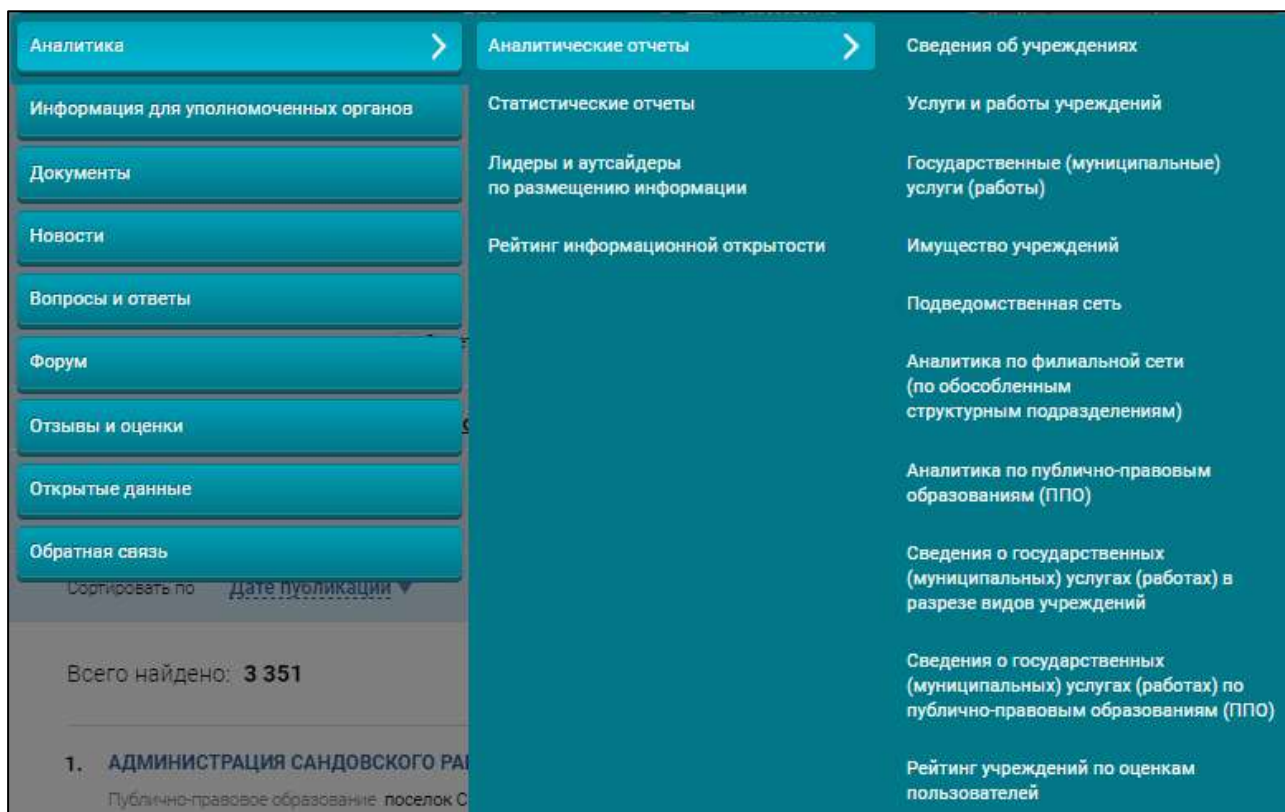 Аналитика
Информация для уполномоченных органов
Документы
Новости
Вопросы и ответы
Форум
Отзывы и оценки
Открытые данные
Обратная связь
Аналитические отчеты
Статистические отчеты
Лидеры и аутсайдеры
по размещению информации
Рейтинг информационной открытости
Сведения об учреждениях
Услуги и работы учреждений
Государственные (муниципальные)
услуги (работы)
Имущество учреждений
Подведомственная сеть
Аналитика по филиальной сети
(по обособленным
структурным подразделениям)
Аналитика по публично-правовым
образованиям (ППО)
Сведения о государственных
(муниципальных) услугах (работах) в
разрезе видов учреждений
Сведения о государственных
(муниципальных) услугах (работах) по
публично-правовым образованиям (ППО)
Рейтинг учреждений по оценкам
пользователей
Сортировать по Дате публикации ▼
Всего найдено: 3 351
1. АДМИНИСТРАЦИЯ САНДОВСКОГО
Публично-правовое образование поселок